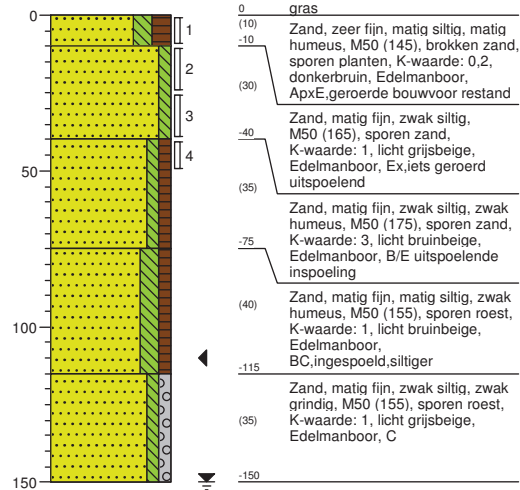 0
50
100
150
1
2
3
4
0 gras
(10) Zand, zeer fijn, matig siltig, matig
-10 humeus, M50 (145), brokken zand,
sporen planten, K-waarde: 0,2,
(30) donkerbruin, Edelmanboor,
ApxE,geroerde bouwvoor restand
Zand, matig fijn, zwak siltig,
-40 M50 (165), sporen zand,
K-waarde: 1, licht grijsbeige,
Edelmanboor, Ex,iets geroerd
(35) uitspoelend
Zand, matig fijn, zwak siltig, zwak
humeus, M50 (175), sporen zand,
-75 K-waarde: 3, licht bruinbeige,
Edelmanboor, B/E uitspoelende
inspoeling
(40) Zand, matig fijn, matig siltig, zwak
humeus, M50 (155), sporen roest,
K-waarde: 1, licht bruinbeige,
Edelmanboor,
-115 BC,ingespoeld,siltiger
Zand, matig fijn, zwak siltig, zwak
grindig, M50 (155), sporen roest,
(35) K-waarde: 1, licht grijsbeige,
Edelmanboor, C
-150